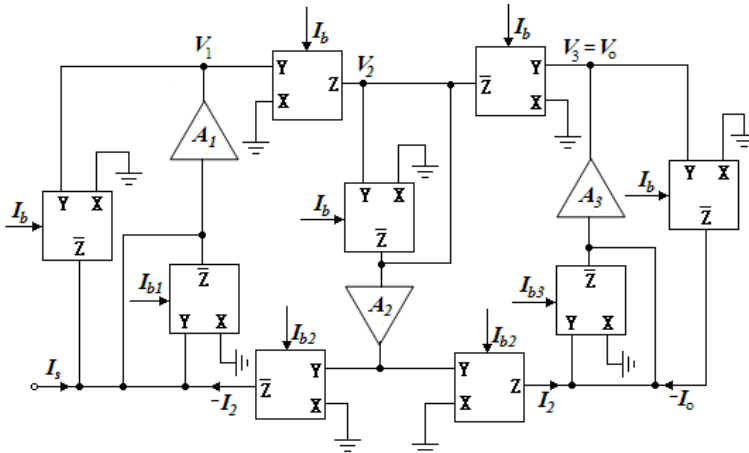 I_b I_b
V_1 V_2 V_3 = V_o
Y Z X
Z̅ Y X
A_1
Y X Z̅ I_b
Y X Z̅ I_b
A_3
I_b Y X Z̅
I_b1 Z̅ Y X
A_2
I_b3 Z̅ Y X
I_b2 I_b2
I_s -I_2 Z̅ Y X
Y Z X I_2 -I_o